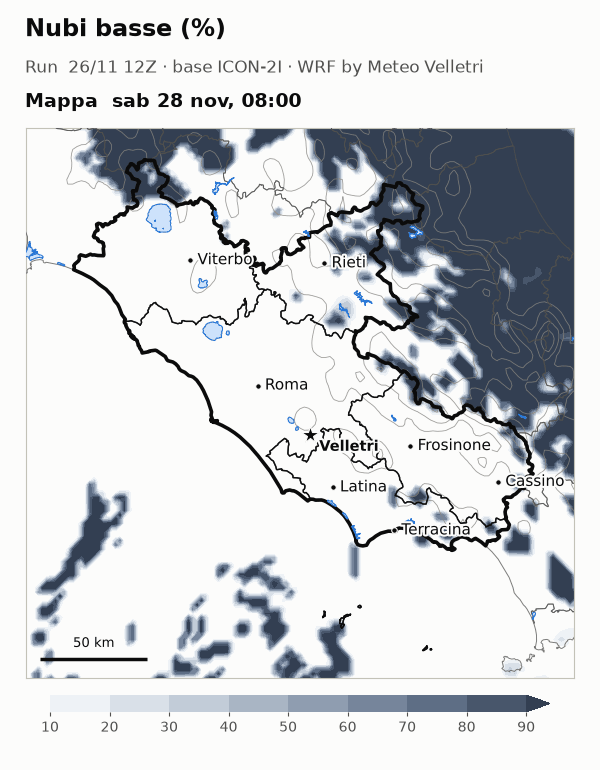 Nubi basse (%)
Run  26/11 12Z · base ICON-2I · WRF by Meteo Velletri
Mappa  sab 28 nov, 08:00
Viterbo
Rieti
Roma
Velletri
Frosinone
Cassino
Latina
Terracina
50 km
10 20 30 40 50 60 70 80 90